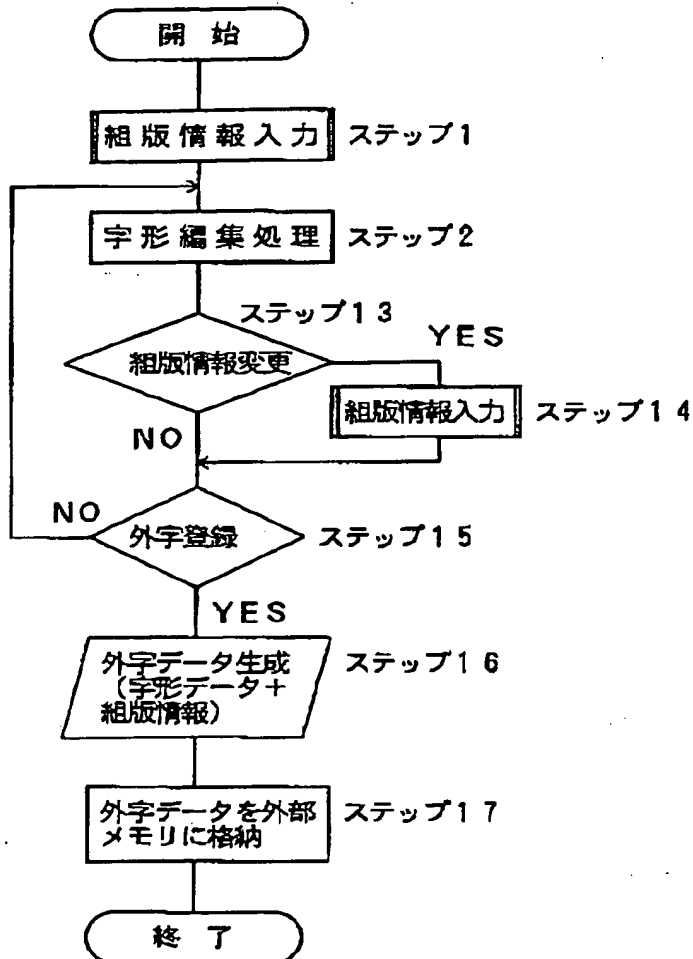 開 始
組版情報入力 ステップ1
字形編集処理 ステップ2
ステップ13
組版情報変更
YES
組版情報入力 ステップ14
NO
NO
外字登録 ステップ15
YES
外字データ生成 ステップ16
(字形データ+
組版情報)
外字データを外部 ステップ17
メモリに格納
終 了